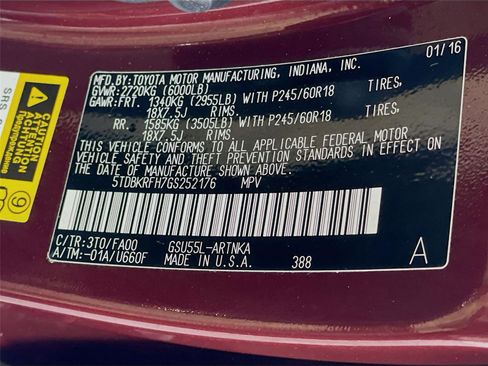 01/16
MFD.BY:TOYOTA MOTOR MANUFACTURING, INDIANA, INC.
GVWR:2720KG (6000LB)
GAWR:FRT. 1340KG (2955LB) WITH P245/60R18 TIRES,
18X7.5J RIMS,
RR. 1585KG (3505LB) WITH P245/60R18 TIRES,
18X7.5J RIMS,
THIS VEHICLE CONFORMS TO ALL APPLICABLE FEDERAL MOTOR
VEHICLE SAFETY AND THEFT PREVENTION STANDARDS IN EFFECT ON
THE DATE OF MANUFACTURE SHOWN ABOVE.
5TDBKRFH7GS252176 MPV
C/TR:3T0/FA00 GSU55L-ARTNKA
A/TM:-01A/U660F MADE IN U.S.A. 388
A
SRS
CAUTION
ACHTUNG
ATTENTION